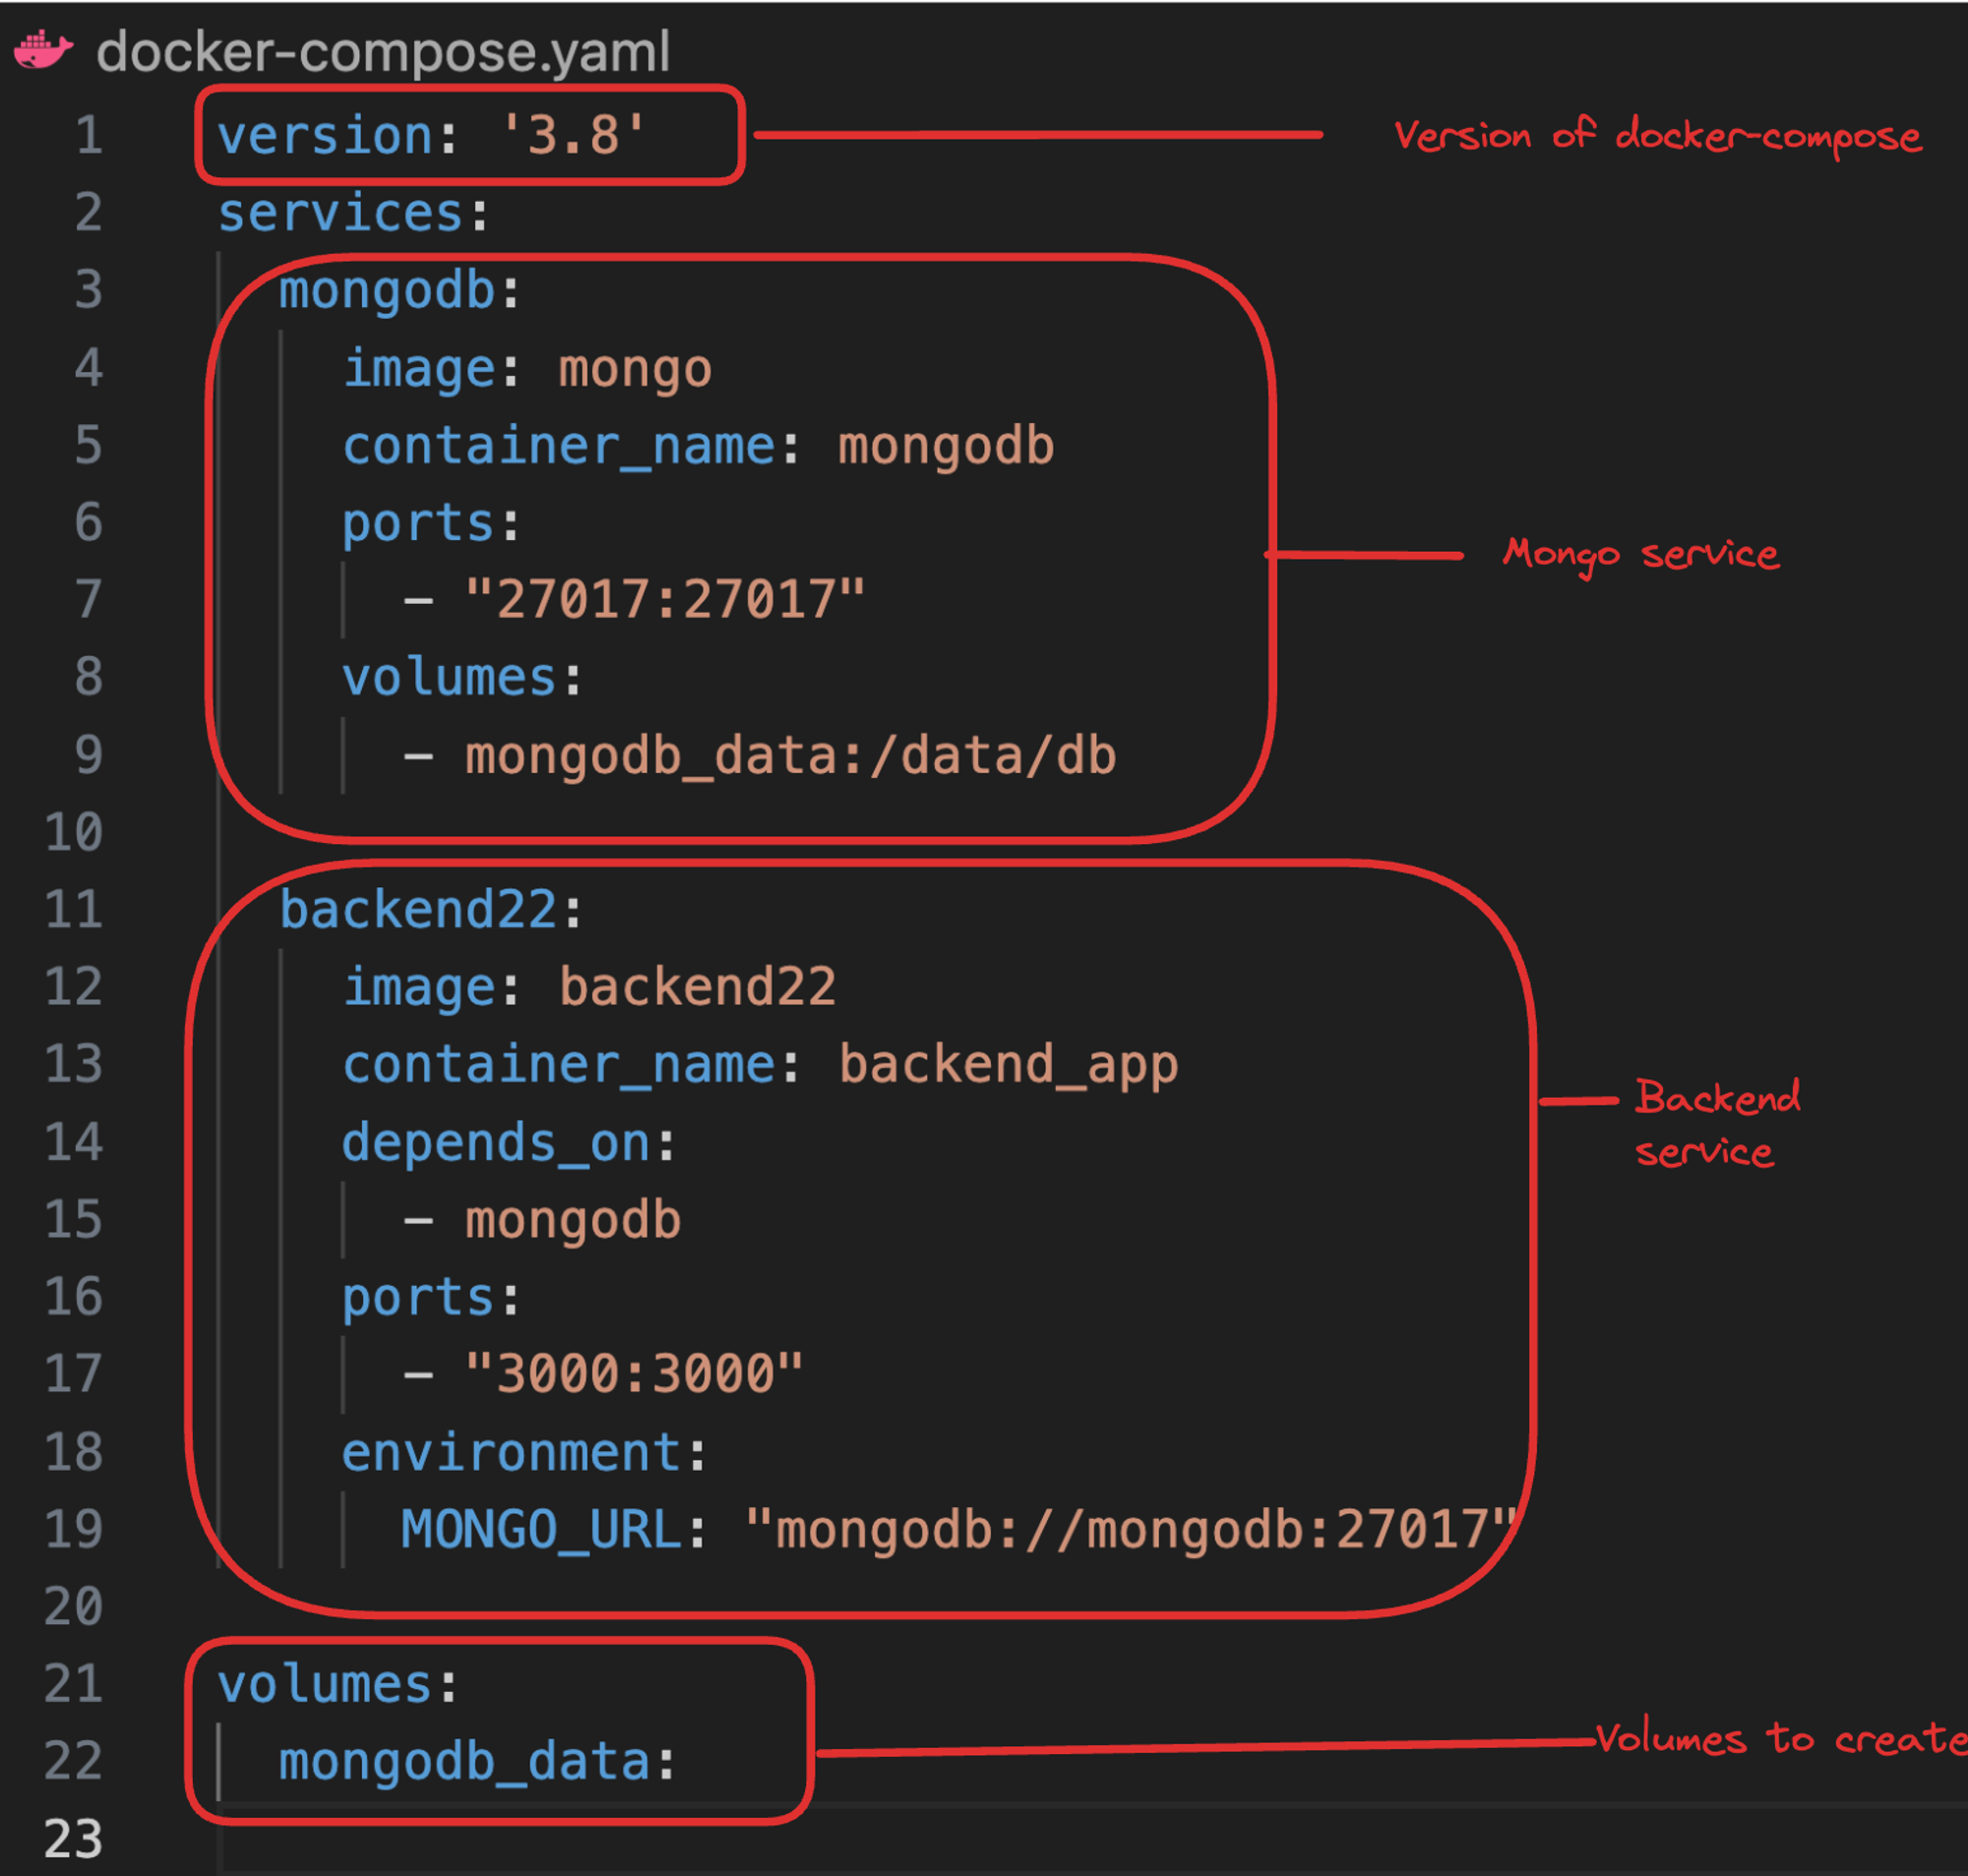 docker-compose.yaml
1 version: '3.8' Version of docker-compose
2 services:
3 mongodb:
4 image: mongo
5 container_name: mongodb
6 ports:
7 - "27017:27017" Mongo service
8 volumes:
9 - mongodb_data:/data/db
10
11 backend22:
12 image: backend22
13 container_name: backend_app
14 depends_on: Backend
15 - mongodb service
16 ports:
17 - "3000:3000"
18 environment:
19 MONGO_URL: "mongodb://mongodb:27017"
20
21 volumes:
22 mongodb_data: Volumes to create
23